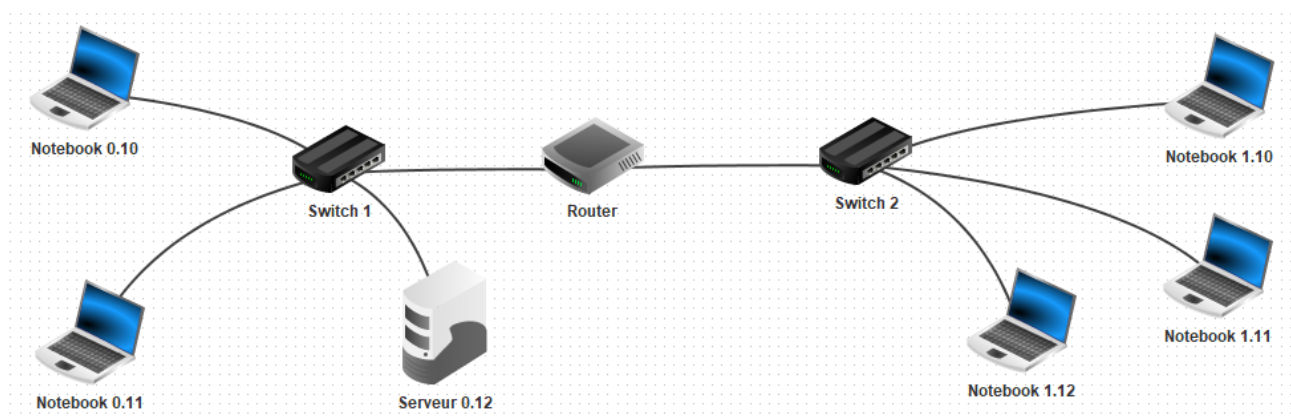 Notebook 0.10
Switch 1
Router
Switch 2
Notebook 1.10
Notebook 0.11
Serveur 0.12
Notebook 1.12
Notebook 1.11